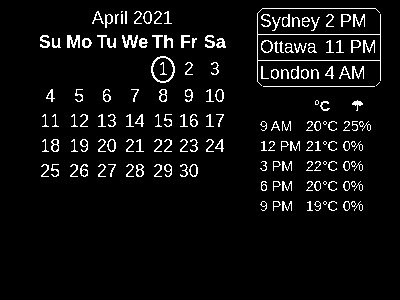 April 2021
Su Mo Tu We Th Fr Sa
1 2 3
4 5 6 7 8 9 10
11 12 13 14 15 16 17
18 19 20 21 22 23 24
25 26 27 28 29 30
Sydney 2 PM
Ottawa 11 PM
London 4 AM
°C ☂
9 AM 20°C 25%
12 PM 21°C 0%
3 PM 22°C 0%
6 PM 20°C 0%
9 PM 19°C 0%